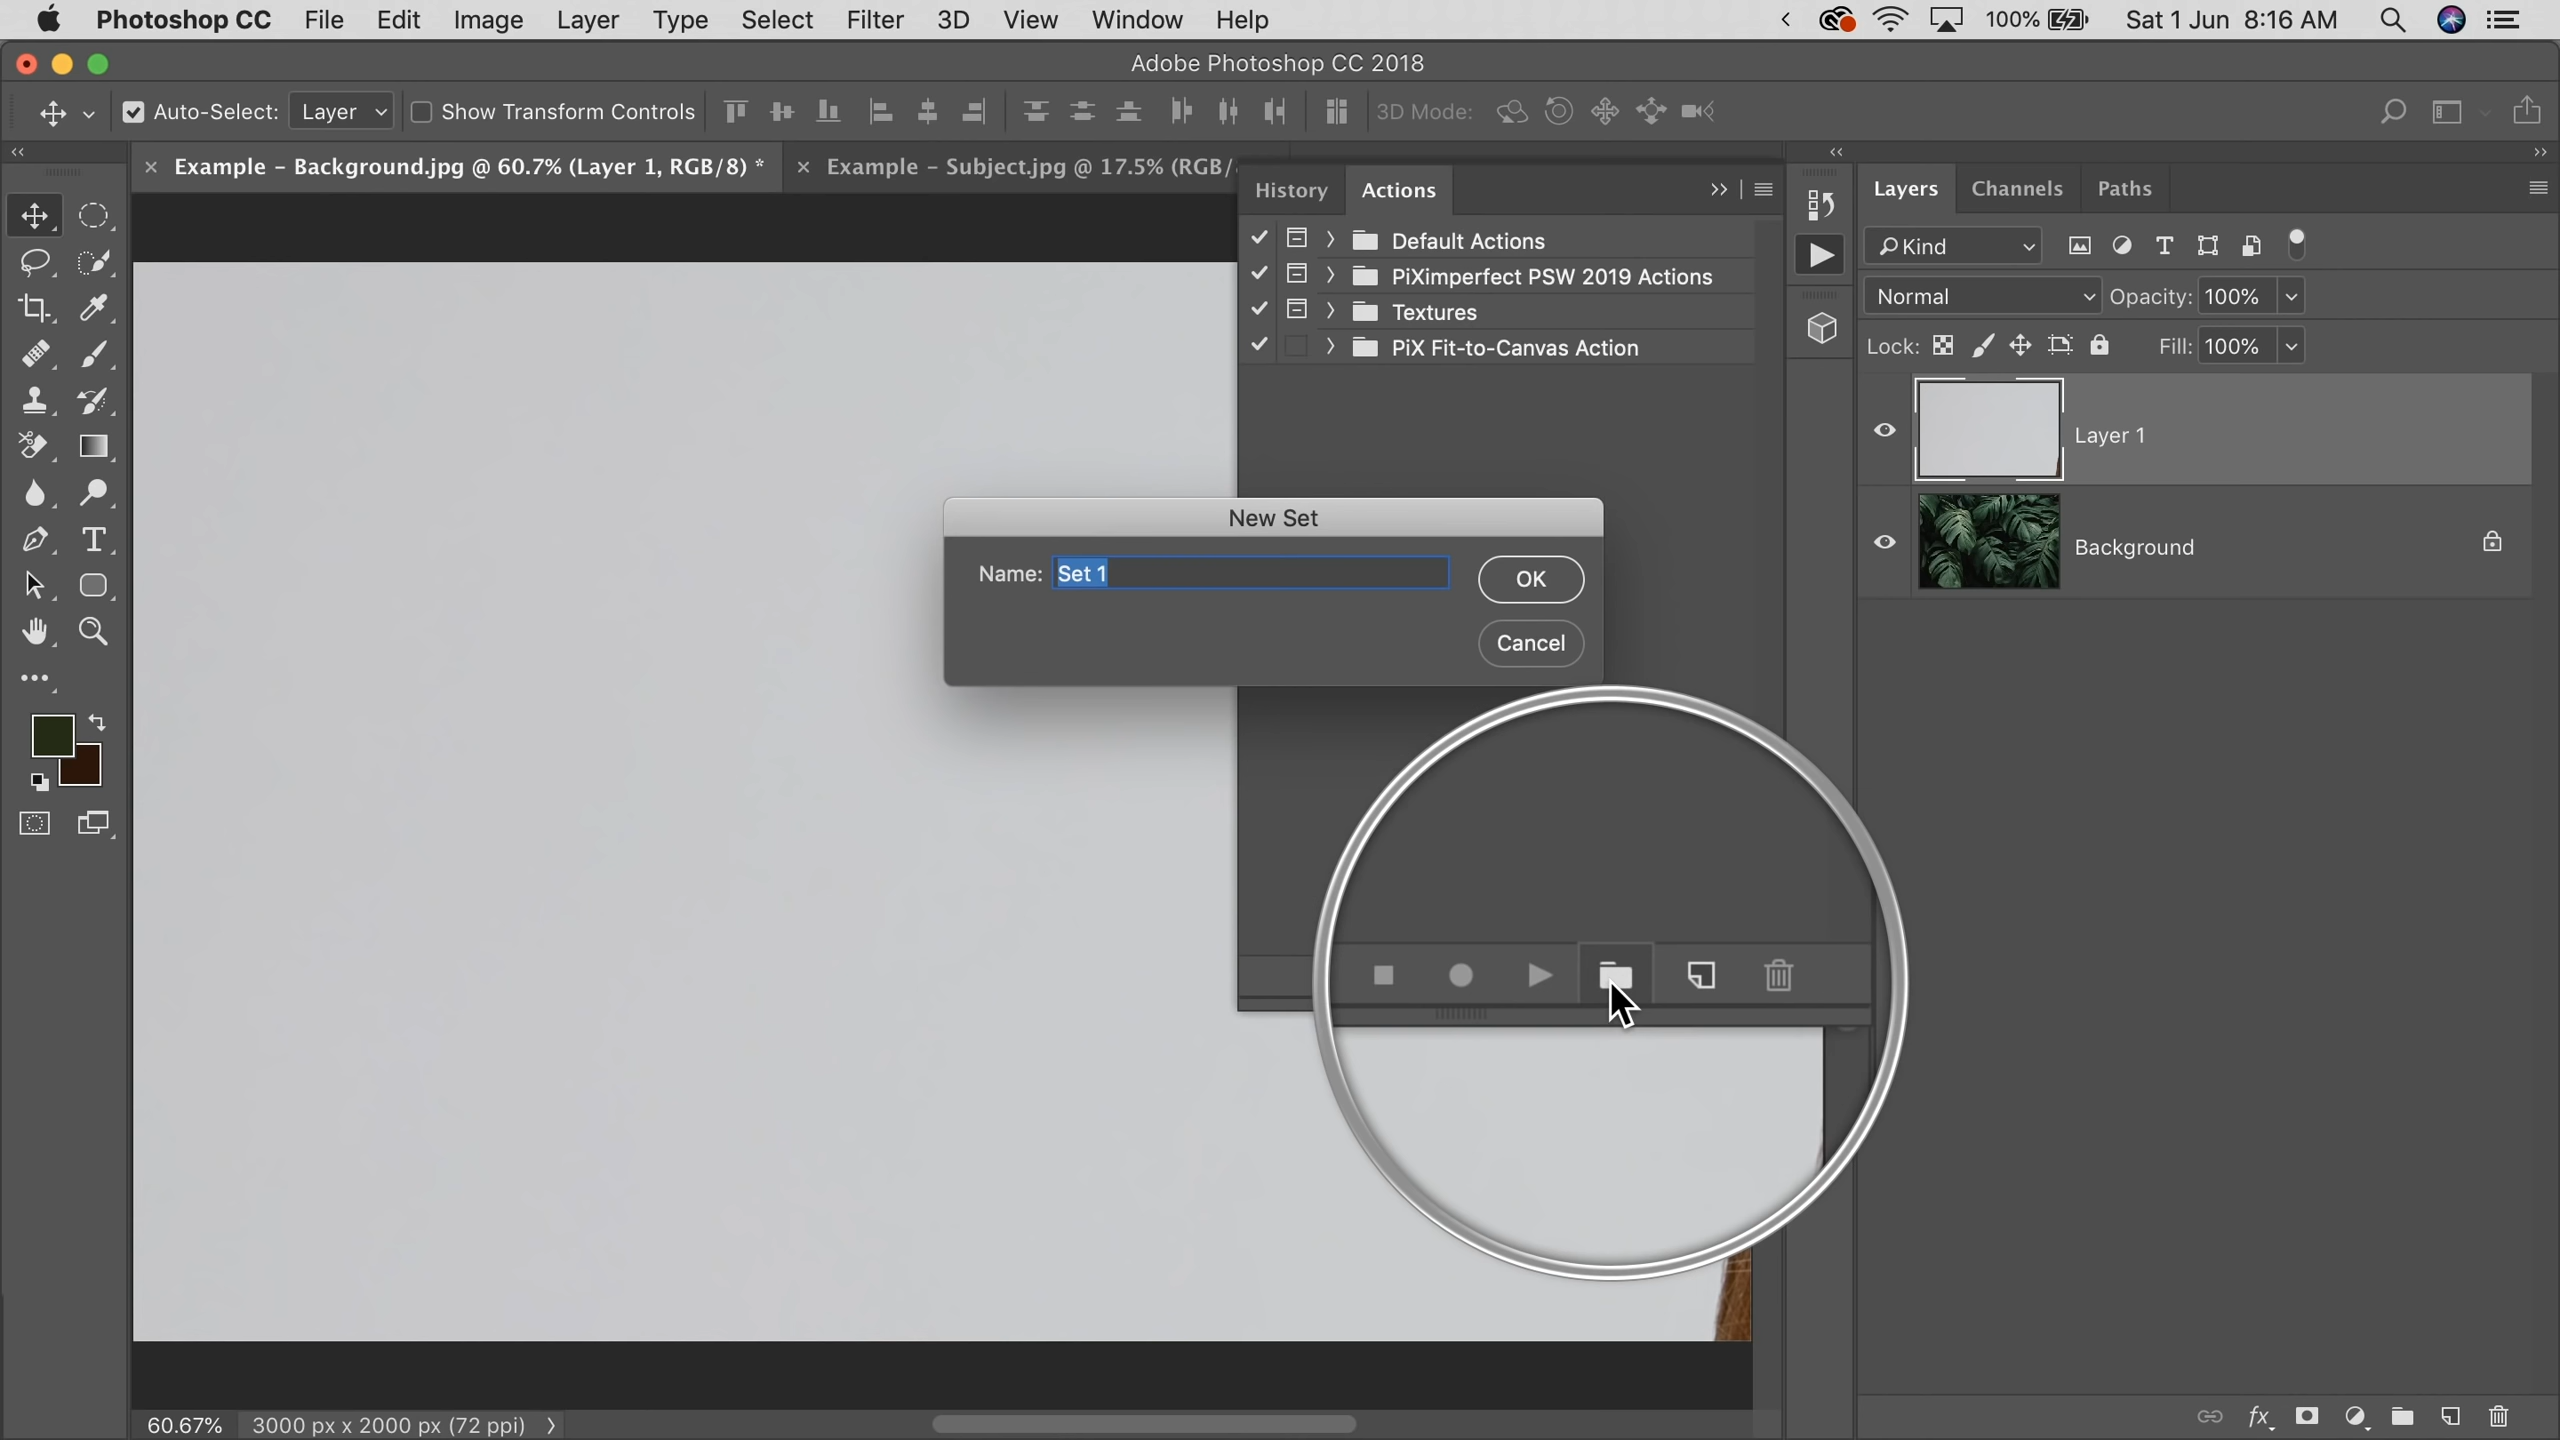 Photoshop CC File Edit Image Layer Type Select Filter 3D View Window Help 100% Sat 1 Jun 8:16 AM
Adobe Photoshop CC 2018
Auto-Select: Layer Show Transform Controls 3D Mode:
Example – Background.jpg @ 60.7% (Layer 1, RGB/8) * Example – Subject.jpg @ 17.5% (RGB/
History Actions
Default Actions
PiXimperfect PSW 2019 Actions
Textures
PiX Fit-to-Canvas Action
Layers Channels Paths
Kind
Normal Opacity: 100%
Lock: Fill: 100%
Layer 1
Background
New Set
Name: Set 1 OK
Cancel
60.67% 3000 px x 2000 px (72 ppi)
fx